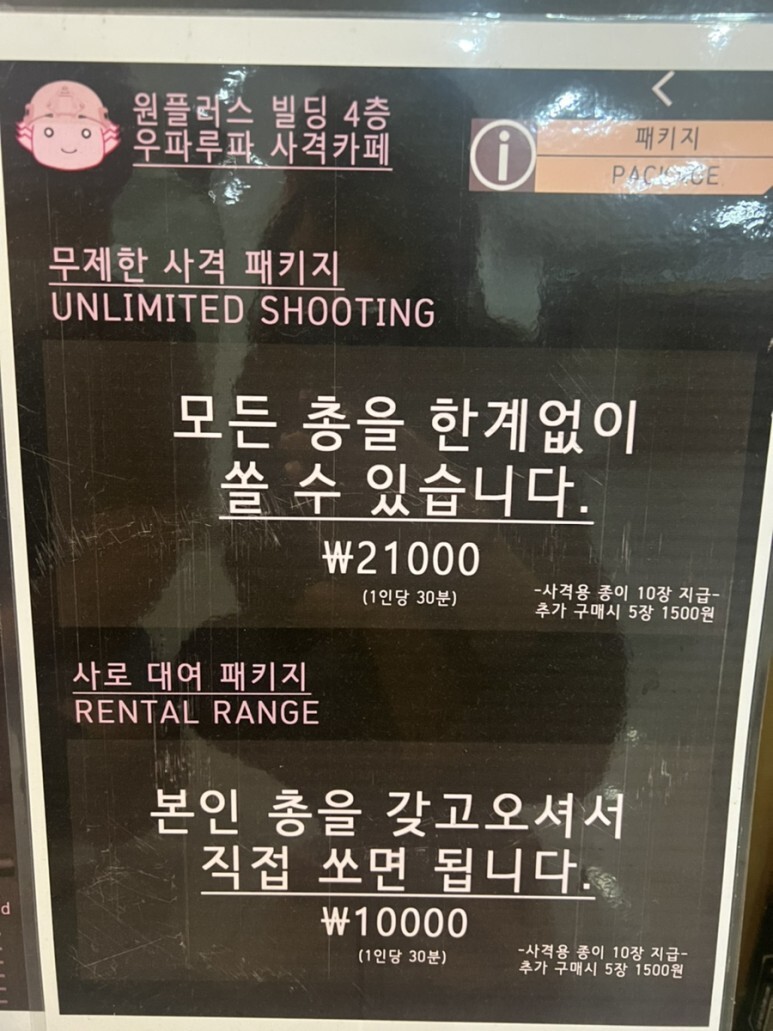 원플러스 빌딩 4층
우파루파 사격카페
<
i
패키지
PACKAGE
무제한 사격 패키지
UNLIMITED SHOOTING
모든 총을 한계없이
쏠 수 있습니다.
₩21000
(1인당 30분)
-사격용 종이 10장 지급-
추가 구매시 5장 1500원
사로 대여 패키지
RENTAL RANGE
본인 총을 갖고오셔서
직접 쏘면 됩니다.
₩10000
(1인당 30분)
-사격용 종이 10장 지급-
추가 구매시 5장 1500원
d